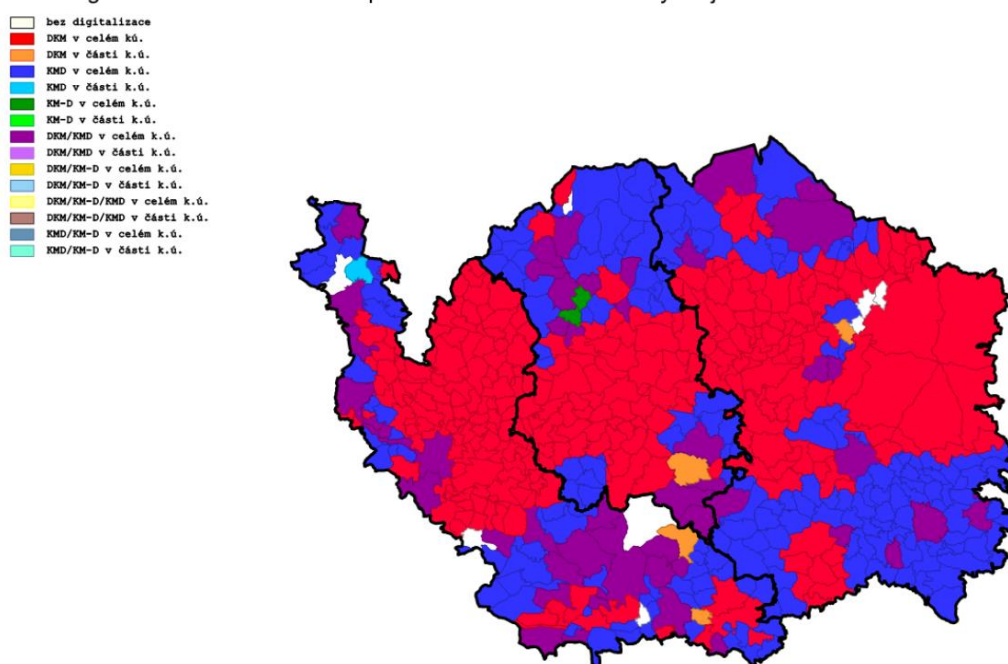 bez digitalizace
DKM v celém kú.
DKM v části k.ú.
KMD v celém k.ú.
KMD v části k.ú.
KM-D v celém k.ú.
KM-D v části k.ú.
DKM/KMD v celém k.ú.
DKM/KMD v části k.ú.
DKM/KM-D v celém k.ú.
DKM/KM-D v části k.ú.
DKM/KM-D/KMD v celém k.ú.
DKM/KM-D/KMD v části k.ú.
KMD/KM-D v celém k.ú.
KMD/KM-D v části k.ú.